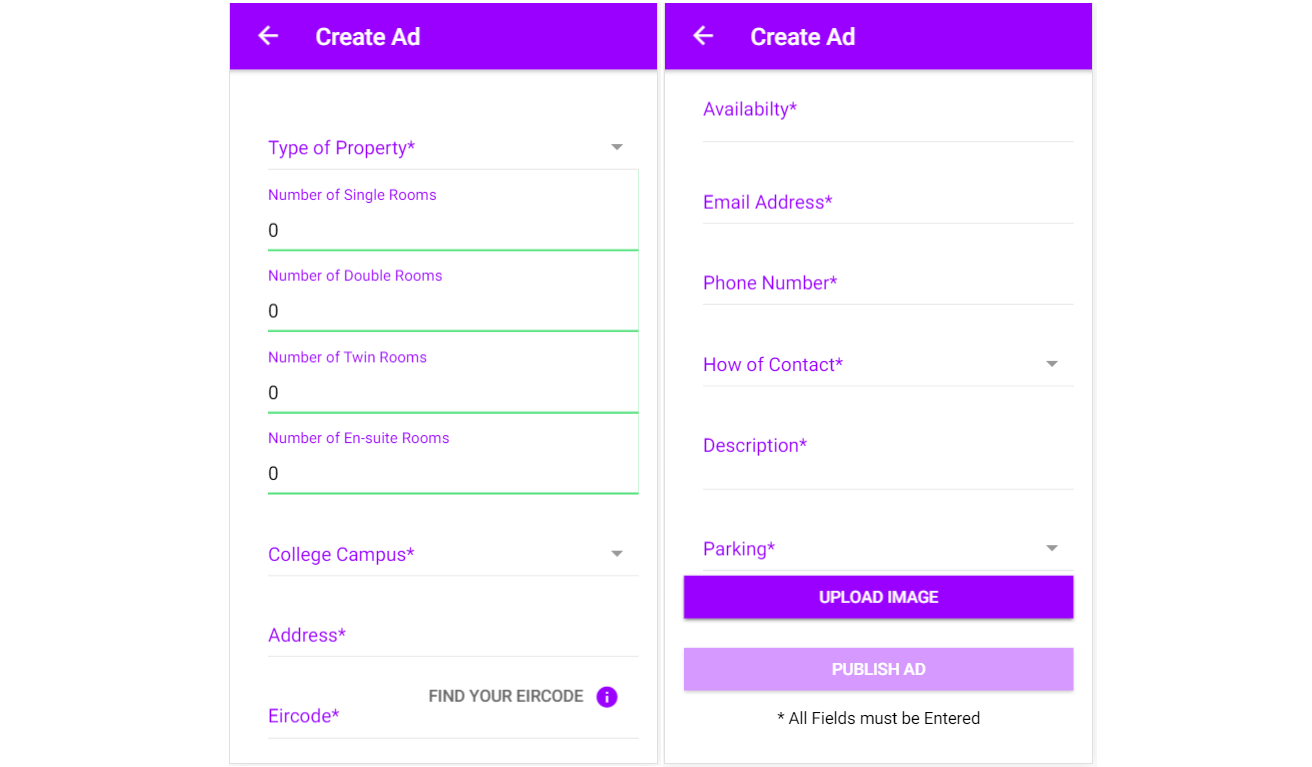 Create Ad
Type of Property*
Number of Single Rooms
0
Number of Double Rooms
0
Number of Twin Rooms
0
Number of En-suite Rooms
0
College Campus*
Address*
FIND YOUR EIRCODE i
Eircode*
Create Ad
Availabilty*
Email Address*
Phone Number*
How of Contact*
Description*
Parking*
UPLOAD IMAGE
PUBLISH AD
* All Fields must be Entered